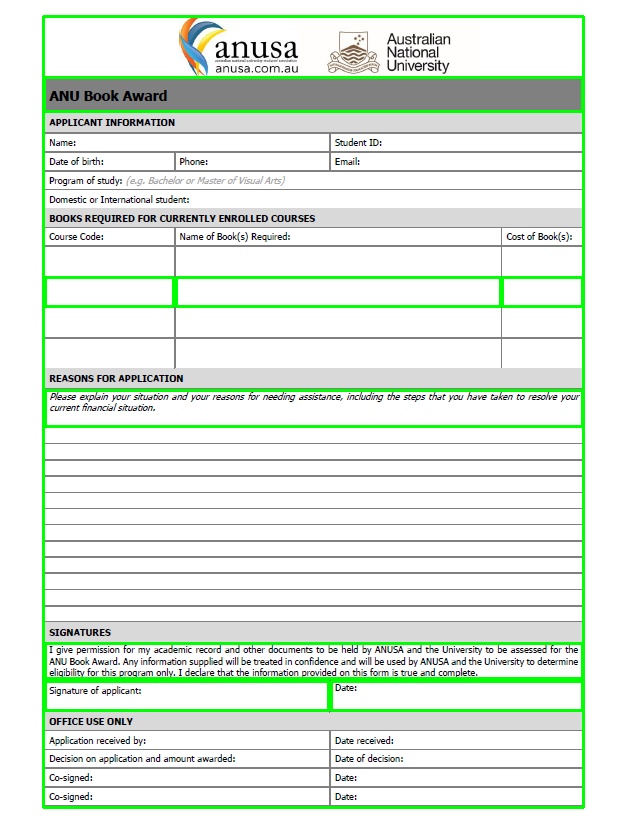 anusa
anusa.com.au
Australian
National
University
ANU Book Award
APPLICANT INFORMATION
Name: Student ID:
Date of birth: Phone: Email:
Program of study: (e.g. Bachelor or Master of Visual Arts)
Domestic or International student:
BOOKS REQUIRED FOR CURRENTLY ENROLLED COURSES
Course Code: Name of Book(s) Required: Cost of Book(s):
REASONS FOR APPLICATION
Please explain your situation and your reasons for needing assistance, including the steps that you have taken to resolve your
current financial situation.
SIGNATURES
I give permission for my academic record and other documents to be held by ANUSA and the University to be assessed for the
ANU Book Award. Any information supplied will be treated in confidence and will be used by ANUSA and the University to determine
eligibility for this program only. I declare that the information provided on this form is true and complete.
Signature of applicant: Date:
OFFICE USE ONLY
Application received by: Date received:
Decision on application and amount awarded: Date of decision:
Co-signed: Date:
Co-signed: Date: